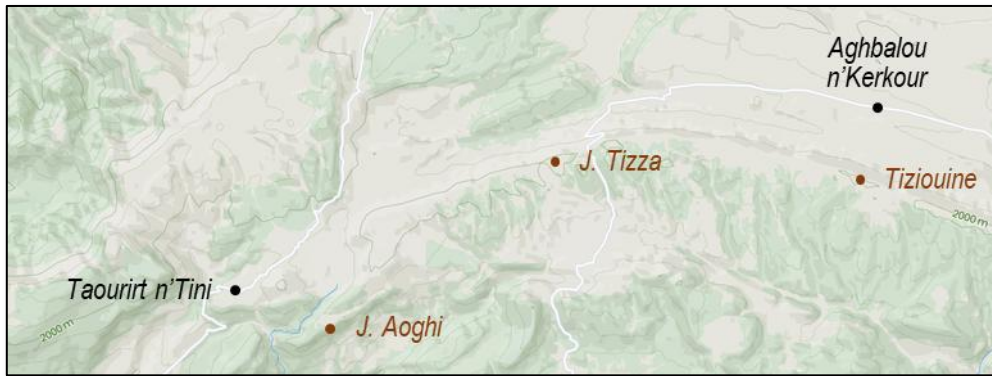 Aghbalou
n'Kerkour
J. Tizza
Tiziouine
2000 m
Taourirt n'Tini
J. Aoghi
2000 m